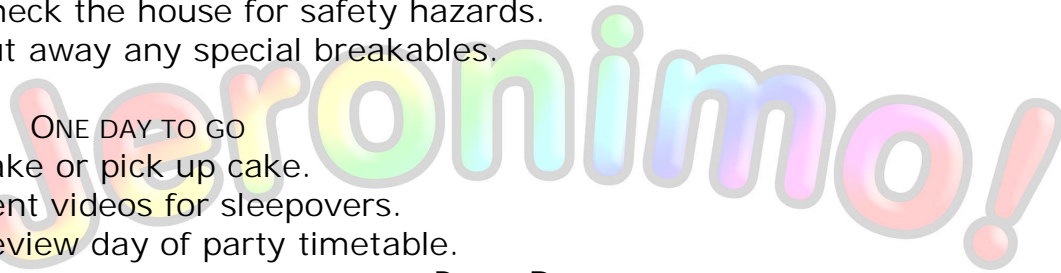 heck the house for safety hazards.
ut away any special breakables.
ONE DAY TO GO
ake or pick up cake.
ent videos for sleepovers.
eview day of party timetable.
Jeronimo!